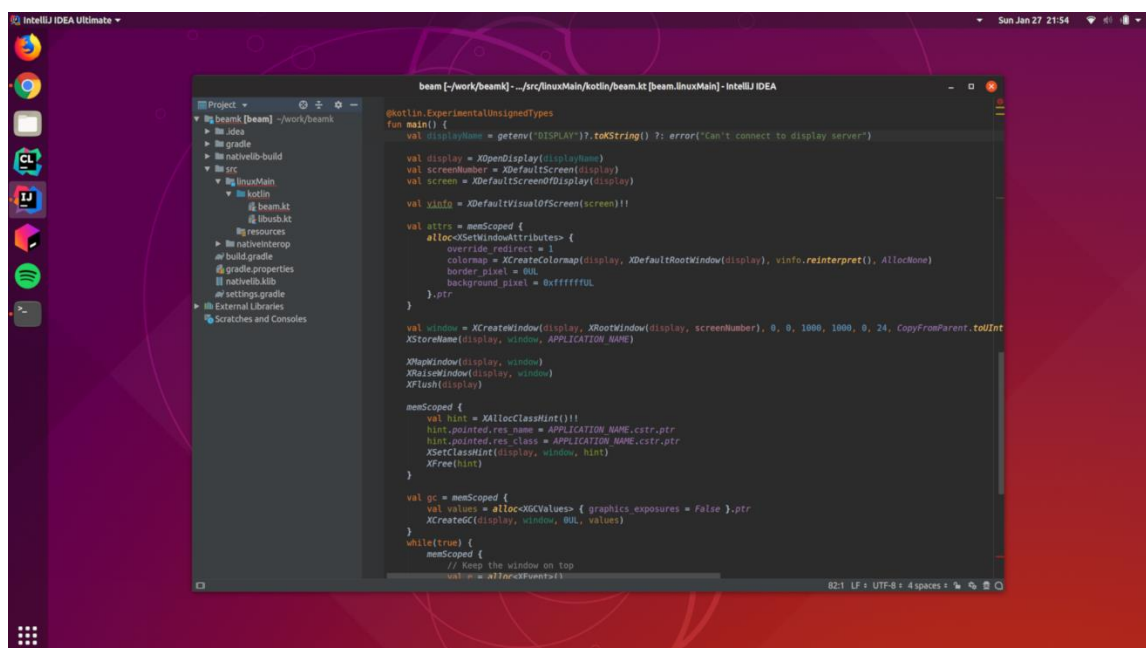 IntelliJ IDEA Ultimate
Sun Jan 27 21:54
beam [~/work/beamk] - .../src/linuxMain/kotlin/beam.kt [beam.linuxMain] - IntelliJ IDEA
Project
beamk [beam] ~/work/beamk
.idea
gradle
nativelib-build
src
linuxMain
kotlin
beam.kt
libusb.kt
resources
nativeInterop
build.gradle
gradle.properties
nativelib.klib
settings.gradle
External Libraries
Scratches and Consoles
CL
IJ
@kotlin.ExperimentalUnsignedTypes
fun main() {
val displayName = getenv("DISPLAY")?.toKString() ?: error("Can't connect to display server")
val display = XOpenDisplay(displayName)
val screenNumber = XDefaultScreen(display)
val screen = XDefaultScreenOfDisplay(display)
val vinfo = XDefaultVisualOfScreen(screen)!!
val attrs = memScoped {
alloc<XSetWindowAttributes> {
override_redirect = 1
colormap = XCreateColormap(display, XDefaultRootWindow(display), vinfo.reinterpret(), AllocNone)
border_pixel = 0UL
background_pixel = 0xffffffUL
}.ptr
}
val window = XCreateWindow(display, XRootWindow(display, screenNumber), 0, 0, 1000, 1000, 0, 24, CopyFromParent.toUInt
XStoreName(display, window, APPLICATION_NAME)
XMapWindow(display, window)
XRaiseWindow(display, window)
XFlush(display)
memScoped {
val hint = XAllocClassHint()!!
hint.pointed.res_name = APPLICATION_NAME.cstr.ptr
hint.pointed.res_class = APPLICATION_NAME.cstr.ptr
XSetClassHint(display, window, hint)
XFree(hint)
}
val gc = memScoped {
val values = alloc<XGCValues> { graphics_exposures = False }.ptr
XCreateGC(display, window, 0UL, values)
}
while(true) {
memScoped {
// Keep the window on top
val e = alloc<XEvent>()
82:1 LF UTF-8 4 spaces